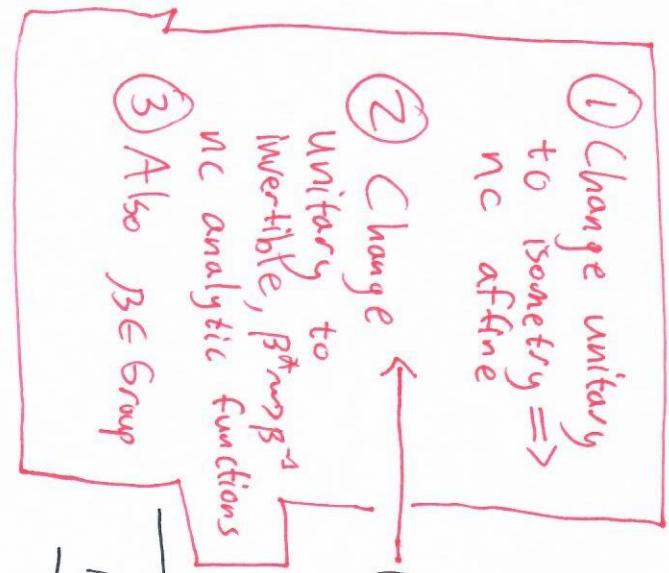 ① Change unitary
to isometry ⇒
nc affine
② Change
unitary to
invertible, β* ⇝ β⁻¹
nc analytic functions
③ Also β ∈ Group